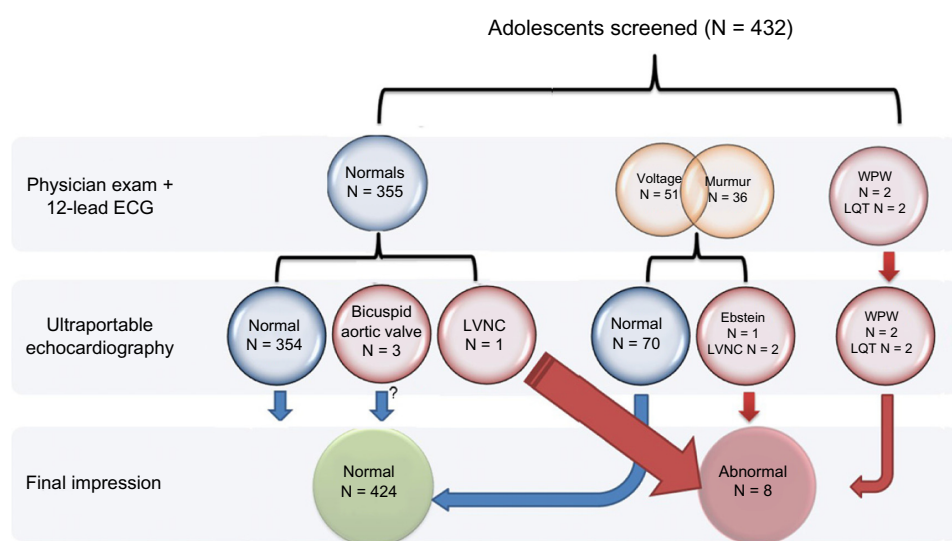 Adolescents screened (N = 432)
Physician exam +
12-lead ECG
Normals
N = 355
Voltage
N = 51
Murmur
N = 36
WPW
N = 2
LQT N = 2
Ultraportable
echocardiography
Normal
N = 354
Bicuspid
aortic valve
N = 3
LVNC
N = 1
Normal
N = 70
Ebstein
N = 1
LVNC N = 2
WPW
N = 2
LQT N = 2
?
Final impression
Normal
N = 424
Abnormal
N = 8